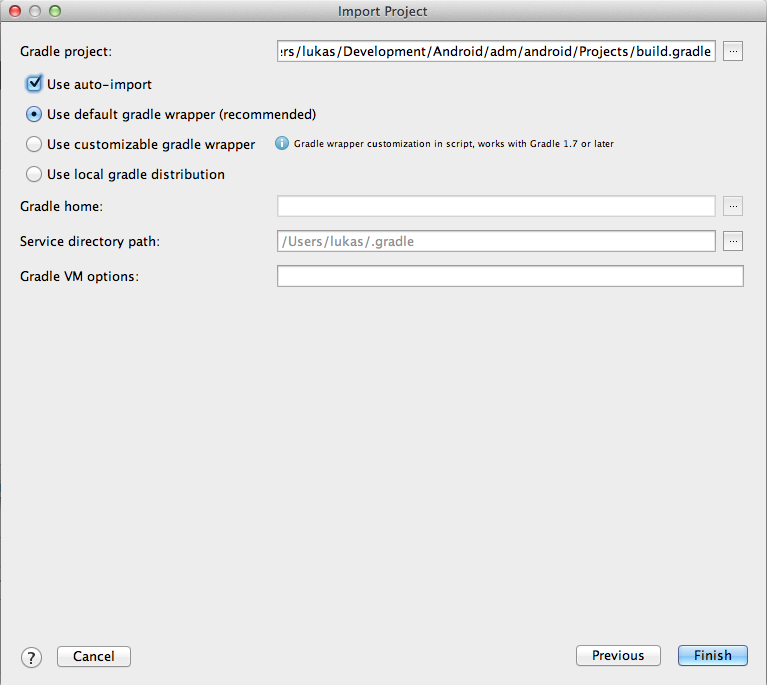 Import Project
Gradle project: ers/lukas/Development/Android/adm/android/Projects/build.gradle ...
Use auto-import
Use default gradle wrapper (recommended)
Use customizable gradle wrapper Gradle wrapper customization in script, works with Gradle 1.7 or later
Use local gradle distribution
Gradle home: ...
Service directory path: /Users/lukas/.gradle ...
Gradle VM options:
? Cancel Previous Finish